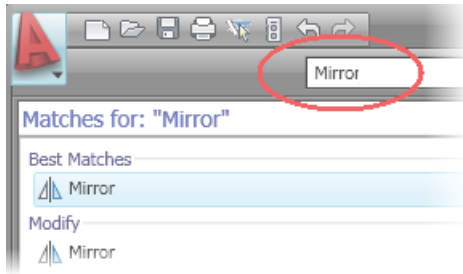 Mirror
Matches for: "Mirror"
Best Matches
Mirror
Modify
Mirror